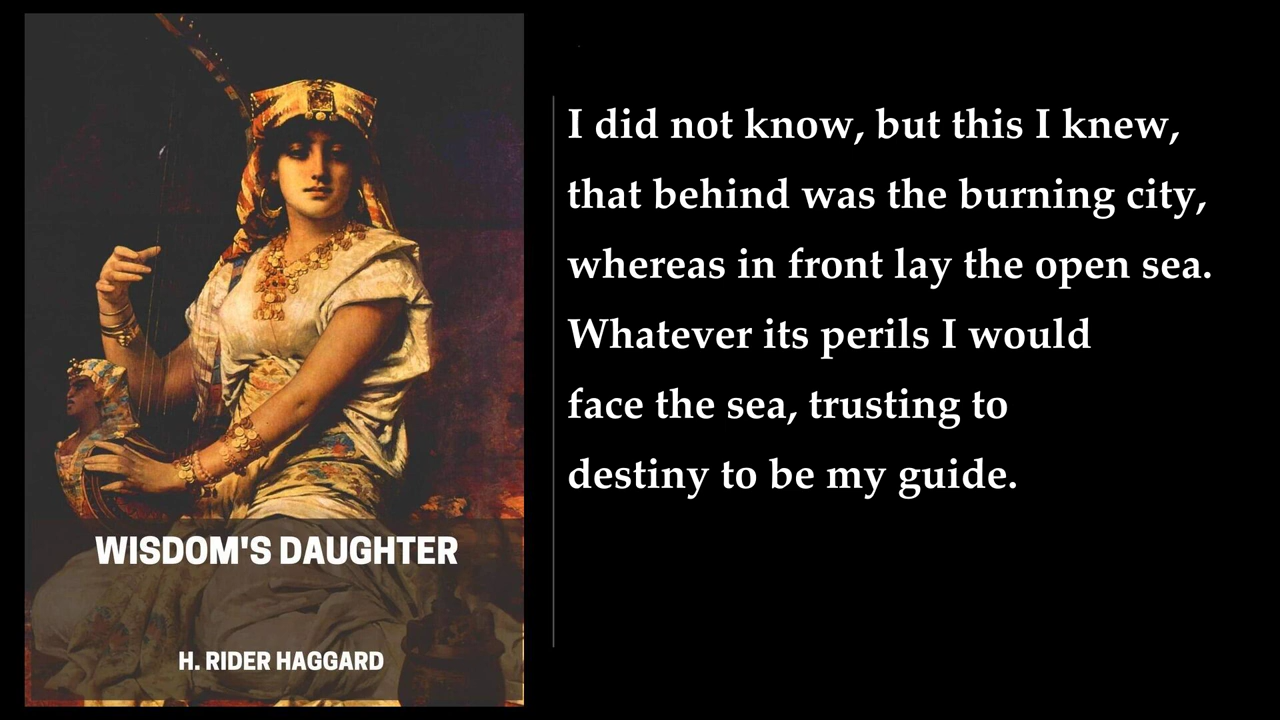 WISDOM'S DAUGHTER
H. RIDER HAGGARD
I did not know, but this I knew,
that behind was the burning city,
whereas in front lay the open sea.
Whatever its perils I would
face the sea, trusting to
destiny to be my guide.